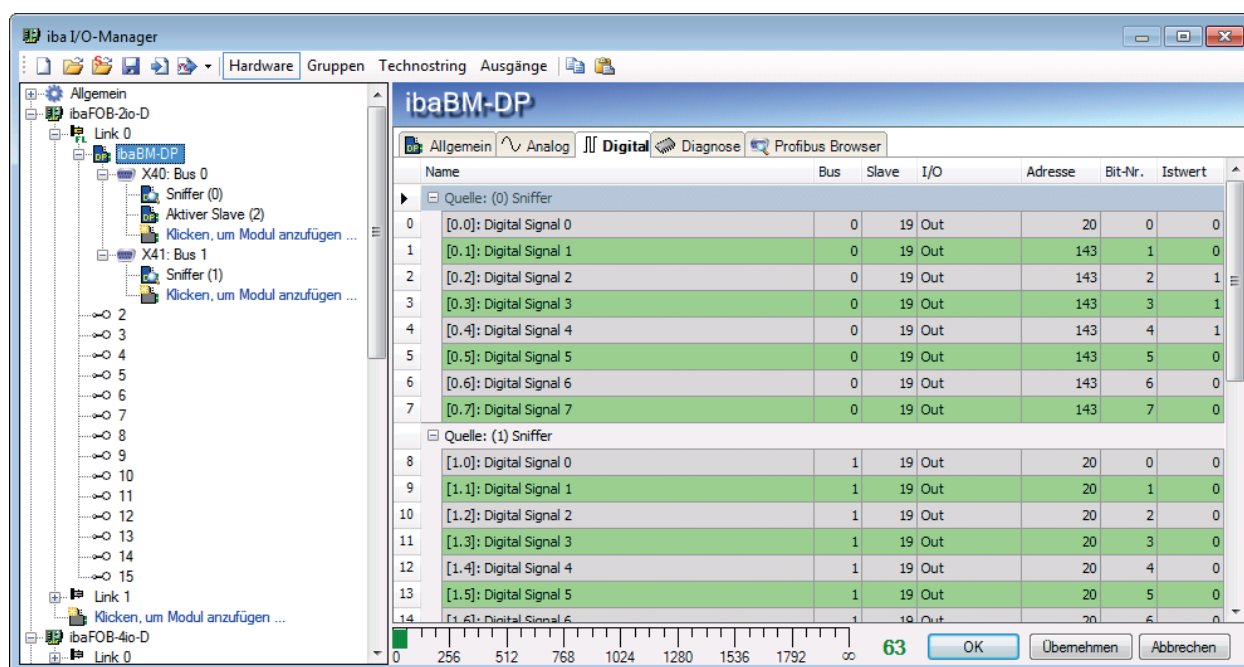 iba I/O-Manager
Hardware Gruppen Technostring Ausgänge
Allgemein
ibaFOB-2io-D
Link 0
ibaBM-DP
X40: Bus 0
Sniffer (0)
Aktiver Slave (2)
Klicken, um Modul anzufügen ...
X41: Bus 1
Sniffer (1)
Klicken, um Modul anzufügen ...
2
3
4
5
6
7
8
9
10
11
12
13
14
15
Link 1
Klicken, um Modul anzufügen ...
ibaFOB-4io-D
Link 0
ibaBM-DP
Allgemein Analog Digital Diagnose Profibus Browser
Name Bus Slave I/O Adresse Bit-Nr. Istwert
Quelle: (0) Sniffer
0 [0.0]: Digital Signal 0 0 19 Out 20 0 0
1 [0.1]: Digital Signal 1 0 19 Out 143 1 0
2 [0.2]: Digital Signal 2 0 19 Out 143 2 1
3 [0.3]: Digital Signal 3 0 19 Out 143 3 1
4 [0.4]: Digital Signal 4 0 19 Out 143 4 1
5 [0.5]: Digital Signal 5 0 19 Out 143 5 0
6 [0.6]: Digital Signal 6 0 19 Out 143 6 0
7 [0.7]: Digital Signal 7 0 19 Out 143 7 0
Quelle: (1) Sniffer
8 [1.0]: Digital Signal 0 1 19 Out 20 0 0
9 [1.1]: Digital Signal 1 1 19 Out 20 1 0
10 [1.2]: Digital Signal 2 1 19 Out 20 2 0
11 [1.3]: Digital Signal 3 1 19 Out 20 3 0
12 [1.4]: Digital Signal 4 1 19 Out 20 4 0
13 [1.5]: Digital Signal 5 1 19 Out 20 5 0
14 [1.6]: Digital Signal 6 1 19 Out 20 6 0
0 256 512 768 1024 1280 1536 1792 ∞ 63 OK Übernehmen Abbrechen